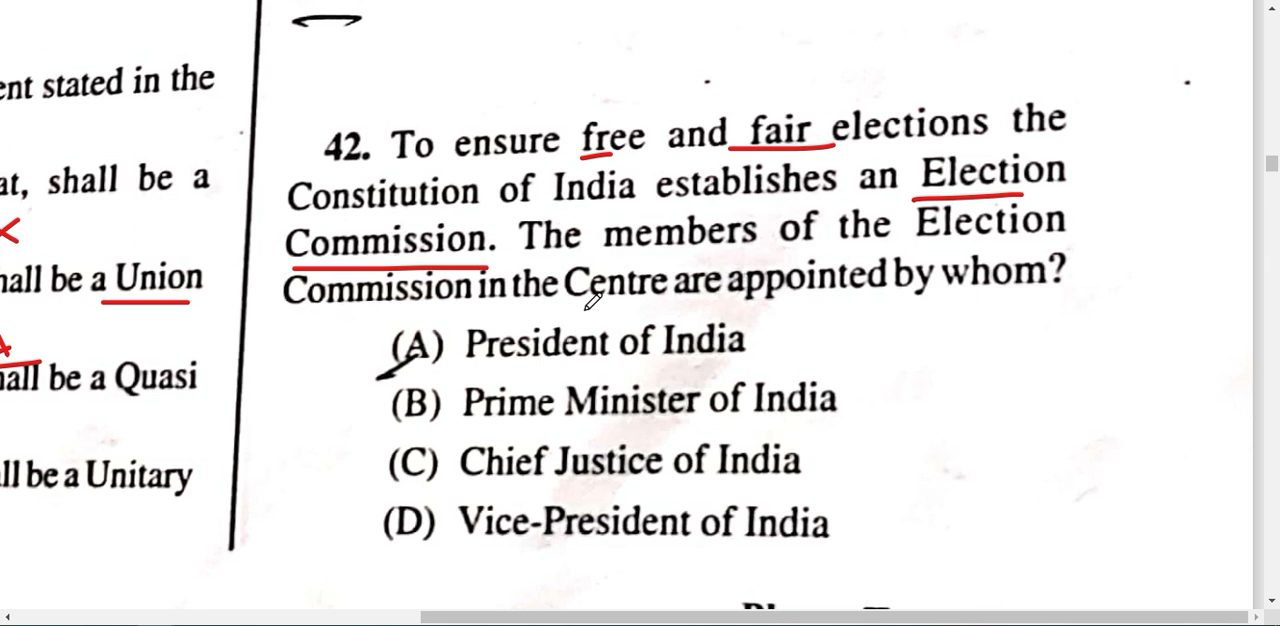 ent stated in the
at, shall be a
hall be a Union
hall be a Quasi
ll be a Unitary
42. To ensure free and fair elections the
Constitution of India establishes an Election
Commission. The members of the Election
Commission in the Centre are appointed by whom?
(A) President of India
(B) Prime Minister of India
(C) Chief Justice of India
(D) Vice-President of India